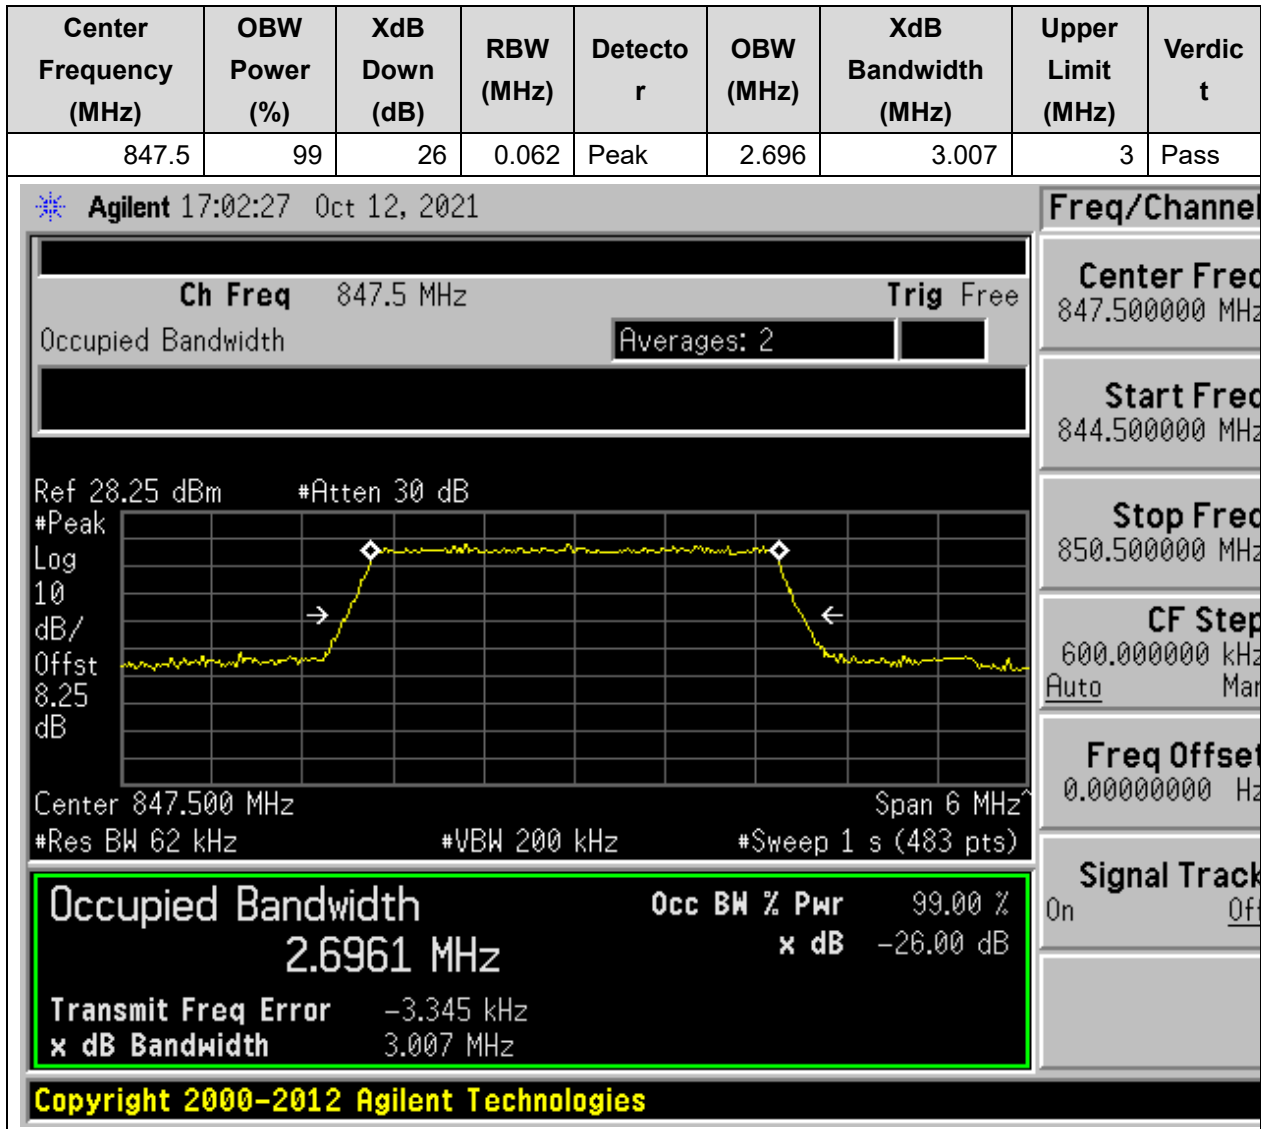 Center Frequency (MHz) OBW Power (%) XdB Down (dB) RBW (MHz) Detector OBW (MHz) XdB Bandwidth (MHz) Upper Limit (MHz) Verdict
847.5 99 26 0.062 Peak 2.696 3.007 3 Pass
Agilent 17:02:27 Oct 12, 2021
Freq/Channel
Ch Freq 847.5 MHz Trig Free
Occupied Bandwidth Averages: 2
Ref 28.25 dBm #Atten 30 dB
#Peak
Log
10
dB/
Offst
8.25
dB
Center 847.500 MHz Span 6 MHz^
#Res BW 62 kHz #VBW 200 kHz #Sweep 1 s (483 pts)
Occupied Bandwidth
2.6961 MHz
Occ BW % Pwr 99.00 %
x dB -26.00 dB
Transmit Freq Error -3.345 kHz
x dB Bandwidth 3.007 MHz
Center Freq
847.500000 MHz
Start Freq
844.500000 MHz
Stop Freq
850.500000 MHz
CF Step
600.000000 kHz
Auto Man
Freq Offset
0.00000000 Hz
Signal Track
On Off
Copyright 2000-2012 Agilent Technologies